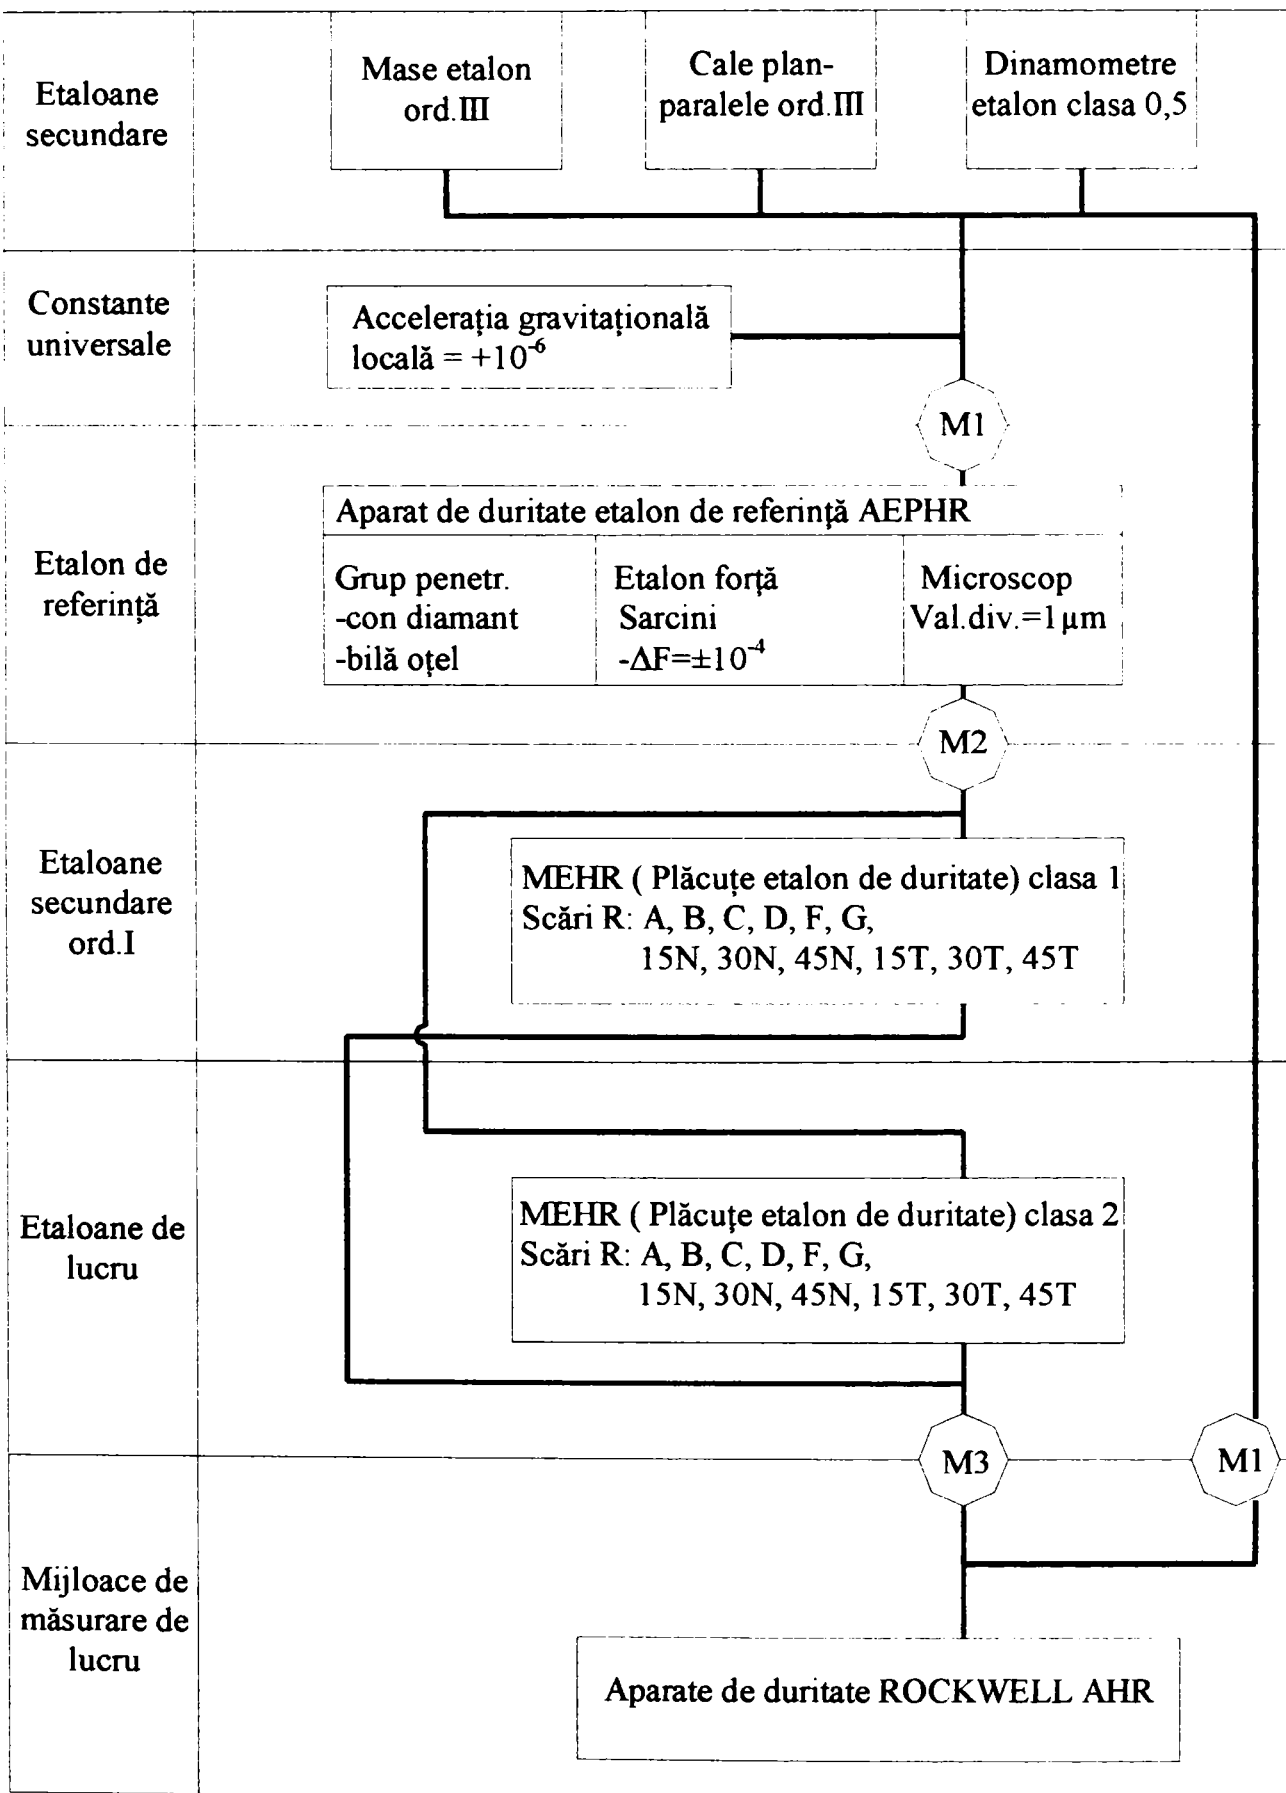 Etaloane
secundare
Mase etalon
ord.III
Cale plan-
paralele ord.III
Dinamometre
etalon clasa 0,5
Constante
universale
Accelerația gravitațională
locală = +10⁻⁶
M1
Etalon de
referință
Aparat de duritate etalon de referință AEPHR
Grup penetr.
-con diamant
-bilă oțel
Etalon forță
Sarcini
-ΔF=±10⁻⁴
Microscop
Val.div.=1 µm
M2
Etaloane
secundare
ord.I
MEHR ( Plăcuțe etalon de duritate) clasa 1
Scări R: A, B, C, D, F, G,
15N, 30N, 45N, 15T, 30T, 45T
Etaloane de
lucru
MEHR ( Plăcuțe etalon de duritate) clasa 2
Scări R: A, B, C, D, F, G,
15N, 30N, 45N, 15T, 30T, 45T
M3
M1
Mijloace de
măsurare de
lucru
Aparate de duritate ROCKWELL AHR